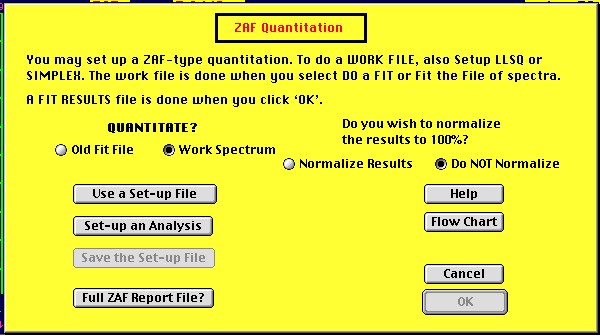 ZAF Quantitation
You may set up a ZAF-type quantitation. To do a WORK FILE, also Setup LLSQ or
SIMPLEX. The work file is done when you select DO a FIT or Fit the File of spectra.
A FIT RESULTS file is done when you click 'OK'.
QUANTITATE?
Old Fit File
Work Spectrum
Do you wish to normalize
the results to 100%?
Normalize Results
Do NOT Normalize
Use a Set-up File
Set-up an Analysis
Save the Set-up File
Full ZAF Report File?
Help
Flow Chart
Cancel
OK